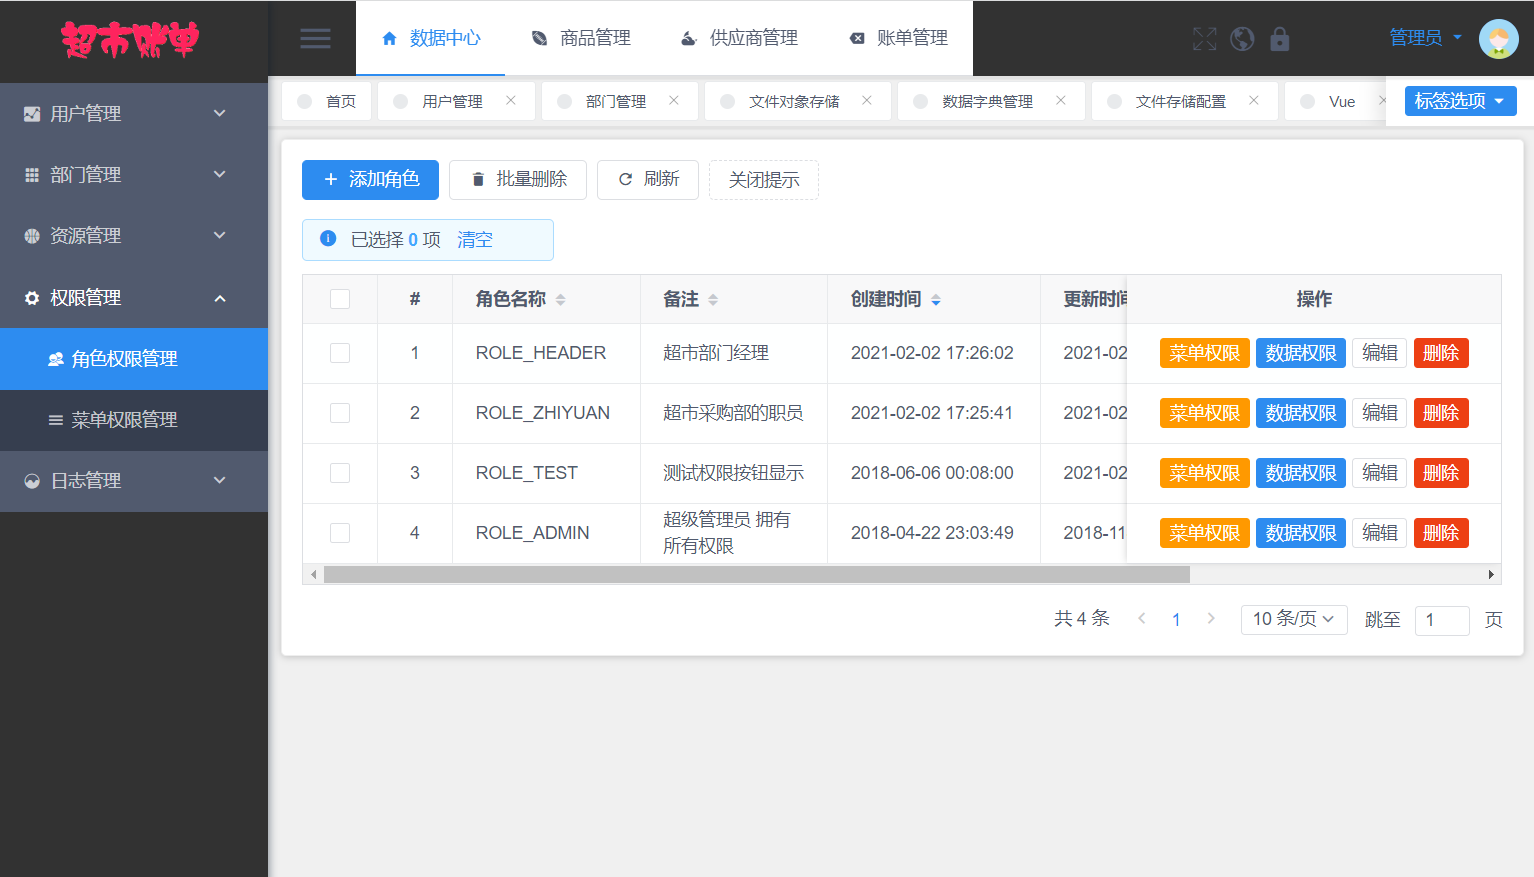 超市账单
数据中心 商品管理 供应商管理 账单管理 管理员
首页 用户管理 部门管理 文件对象存储 数据字典管理 文件存储配置 Vue 标签选项
用户管理
部门管理
资源管理
权限管理
角色权限管理
菜单权限管理
日志管理
添加角色 批量删除 刷新 关闭提示
已选择 0 项 清空
# 角色名称 备注 创建时间 更新时间 操作
1 ROLE_HEADER 超市部门经理 2021-02-02 17:26:02 2021-02 菜单权限 数据权限 编辑 删除
2 ROLE_ZHIYUAN 超市采购部的职员 2021-02-02 17:25:41 2021-02 菜单权限 数据权限 编辑 删除
3 ROLE_TEST 测试权限按钮显示 2018-06-06 00:08:00 2021-02 菜单权限 数据权限 编辑 删除
4 ROLE_ADMIN 超级管理员 拥有 2018-04-22 23:03:49 2018-11 菜单权限 数据权限 编辑 删除
所有权限
共 4 条 1 10 条/页 跳至 1 页